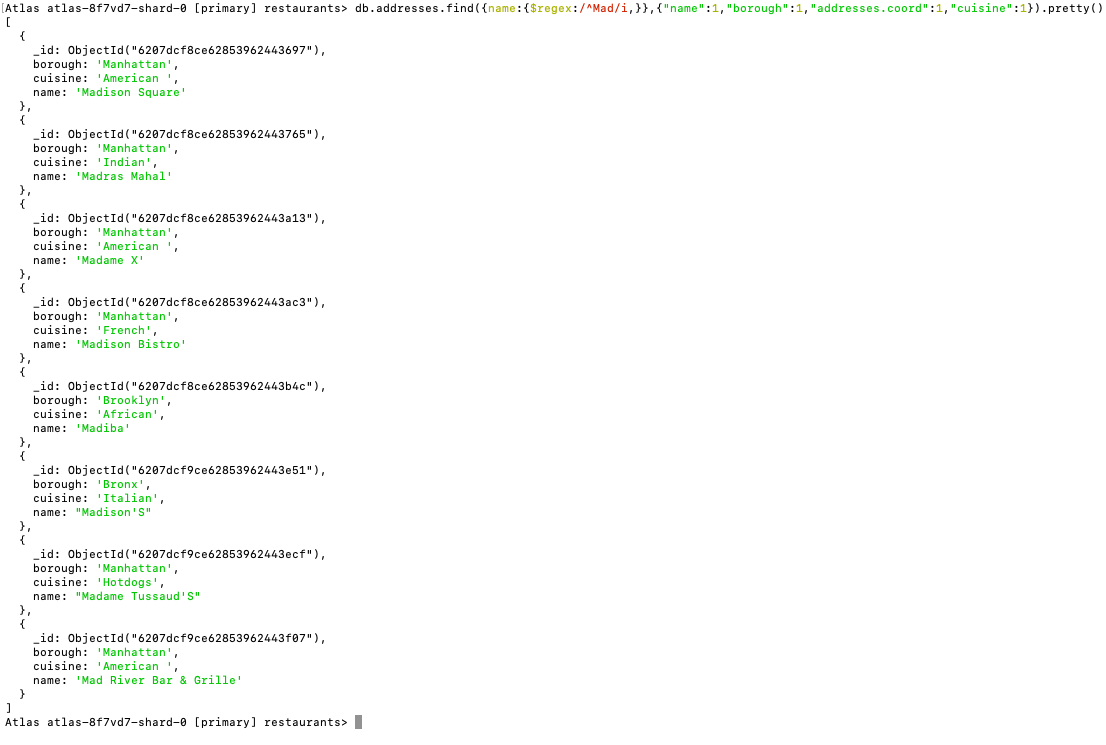 Atlas atlas-8f7vd7-shard-0 [primary] restaurants> db.addresses.find({name:{$regex:/^Mad/i,}},{"name":1,"borough":1,"addresses.coord":1,"cuisine":1}).pretty()
[
  {
    _id: ObjectId("6207dcf8ce62853962443697"),
    borough: 'Manhattan',
    cuisine: 'American ',
    name: 'Madison Square'
  },
  {
    _id: ObjectId("6207dcf8ce62853962443765"),
    borough: 'Manhattan',
    cuisine: 'Indian',
    name: 'Madras Mahal'
  },
  {
    _id: ObjectId("6207dcf8ce62853962443a13"),
    borough: 'Manhattan',
    cuisine: 'American ',
    name: 'Madame X'
  },
  {
    _id: ObjectId("6207dcf8ce62853962443ac3"),
    borough: 'Manhattan',
    cuisine: 'French',
    name: 'Madison Bistro'
  },
  {
    _id: ObjectId("6207dcf8ce62853962443b4c"),
    borough: 'Brooklyn',
    cuisine: 'African',
    name: 'Madiba'
  },
  {
    _id: ObjectId("6207dcf9ce62853962443e51"),
    borough: 'Bronx',
    cuisine: 'Italian',
    name: "Madison'S"
  },
  {
    _id: ObjectId("6207dcf9ce62853962443ecf"),
    borough: 'Manhattan',
    cuisine: 'Hotdogs',
    name: "Madame Tussaud'S"
  },
  {
    _id: ObjectId("6207dcf9ce62853962443f07"),
    borough: 'Manhattan',
    cuisine: 'American ',
    name: 'Mad River Bar & Grille'
  }
]
Atlas atlas-8f7vd7-shard-0 [primary] restaurants>